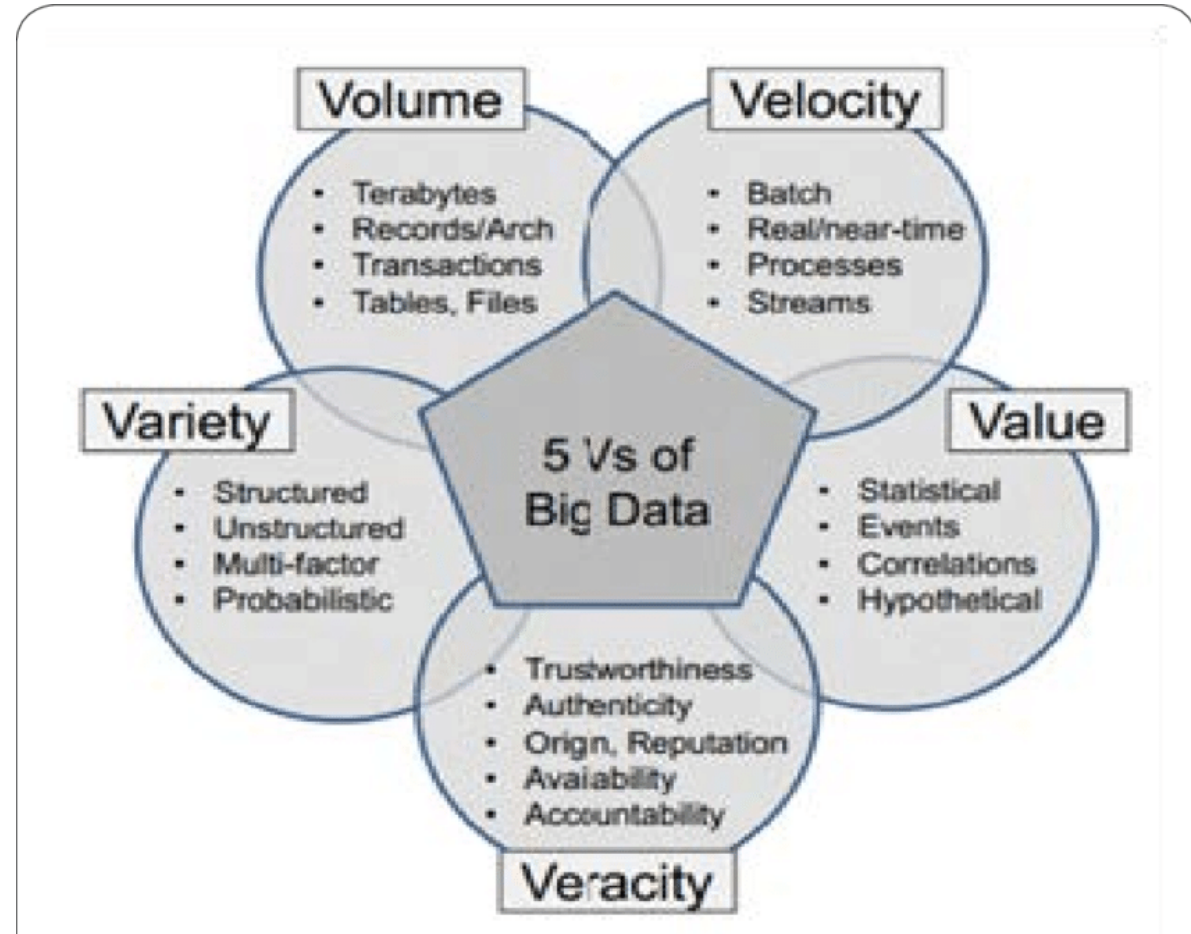 Volume
• Terabytes
• Records/Arch
• Transactions
• Tables, Files
Velocity
• Batch
• Real/near-time
• Processes
• Streams
Variety
• Structured
• Unstructured
• Multi-factor
• Probabilistic
5 Vs of
Big Data
Value
• Statistical
• Events
• Correlations
• Hypothetical
• Trustworthiness
• Authenticity
• Origin, Reputation
• Availability
• Accountability
Veracity